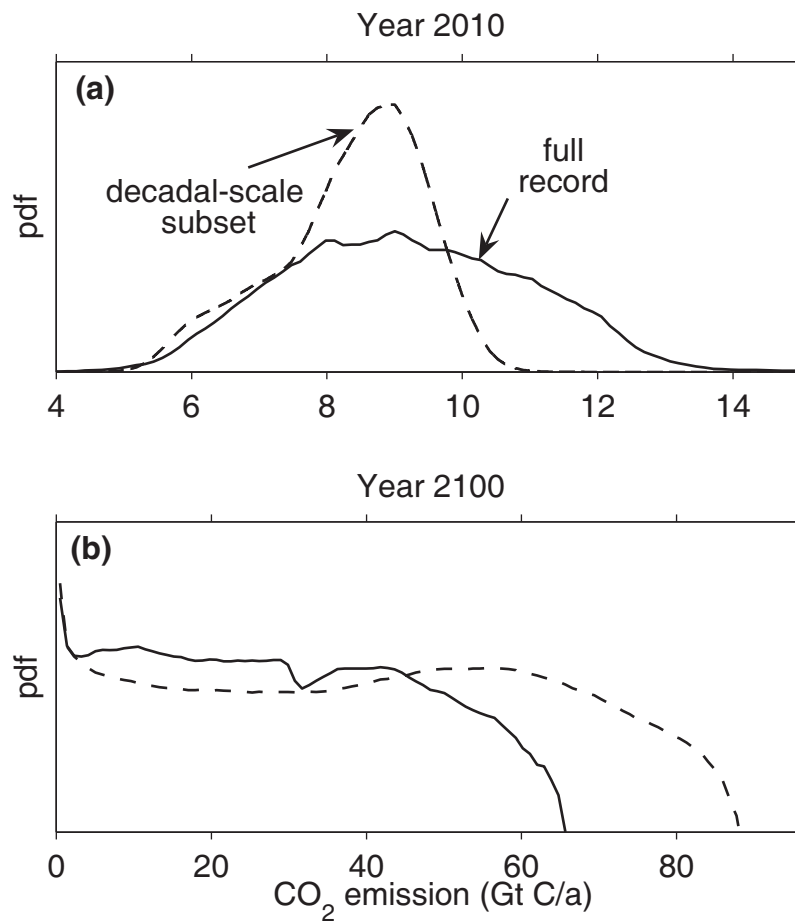 Year 2010
(a)
full
record
decadal-scale
subset
pdf
4 6 8 10 12 14
Year 2100
(b)
pdf
0 20 40 60 80
CO₂ emission (Gt C/a)